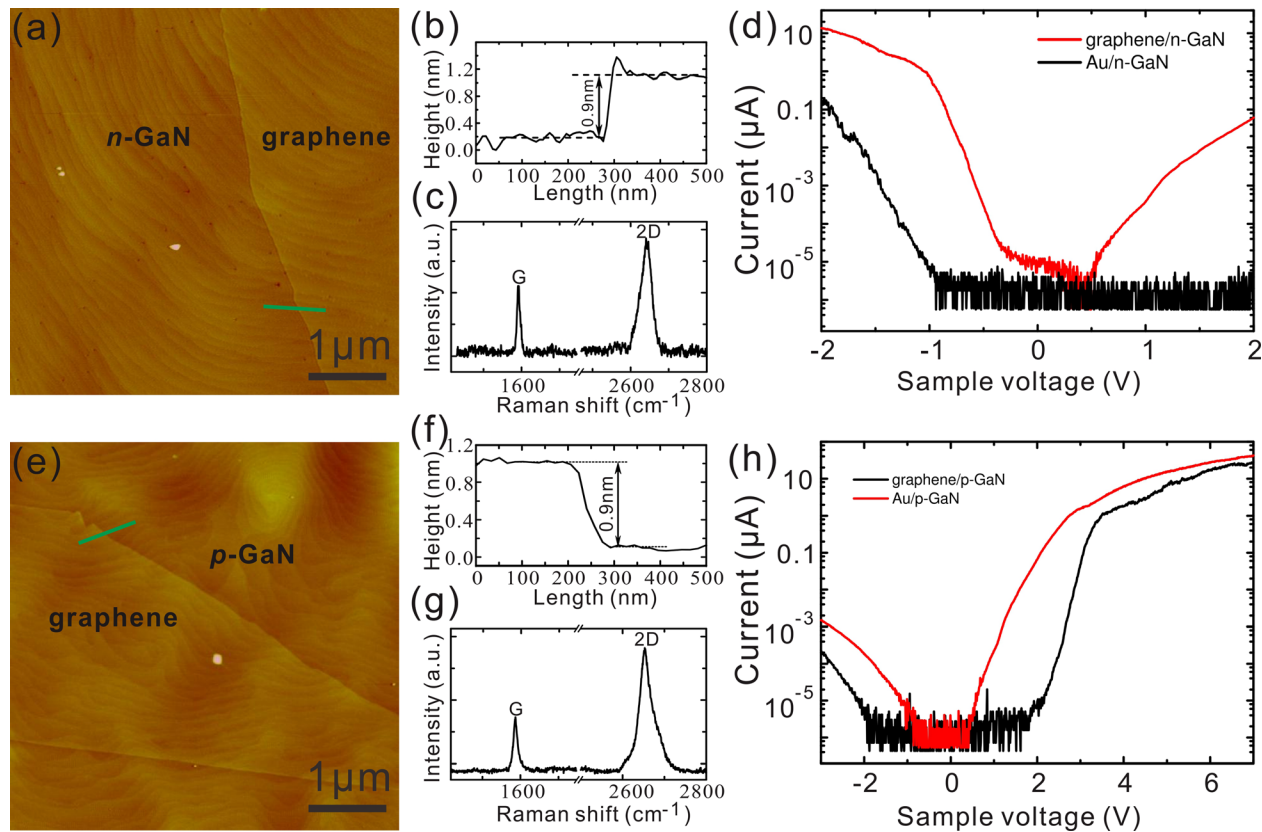 (a)
n-GaN
graphene
1μm
(b)
Height (nm)
1.2
0.8
0.4
0.0
0.9nm
0 100 200 300 400 500
Length (nm)
(c)
Intensity (a.u.)
G
2D
1600 2600 2800
Raman shift (cm-1)
(d)
Current (μA)
10
0.1
10-3
10-5
graphene/n-GaN
Au/n-GaN
-2 -1 0 1 2
Sample voltage (V)
(e)
p-GaN
graphene
1μm
(f)
Height (nm)
1.2
0.8
0.4
0.0
0.9nm
0 100 200 300 400 500
Length (nm)
(g)
Intensity (a.u.)
G
2D
1600 2600 2800
Raman shift (cm-1)
(h)
Current (μA)
10
0.1
10-3
10-5
graphene/p-GaN
Au/p-GaN
-2 0 2 4 6
Sample voltage (V)